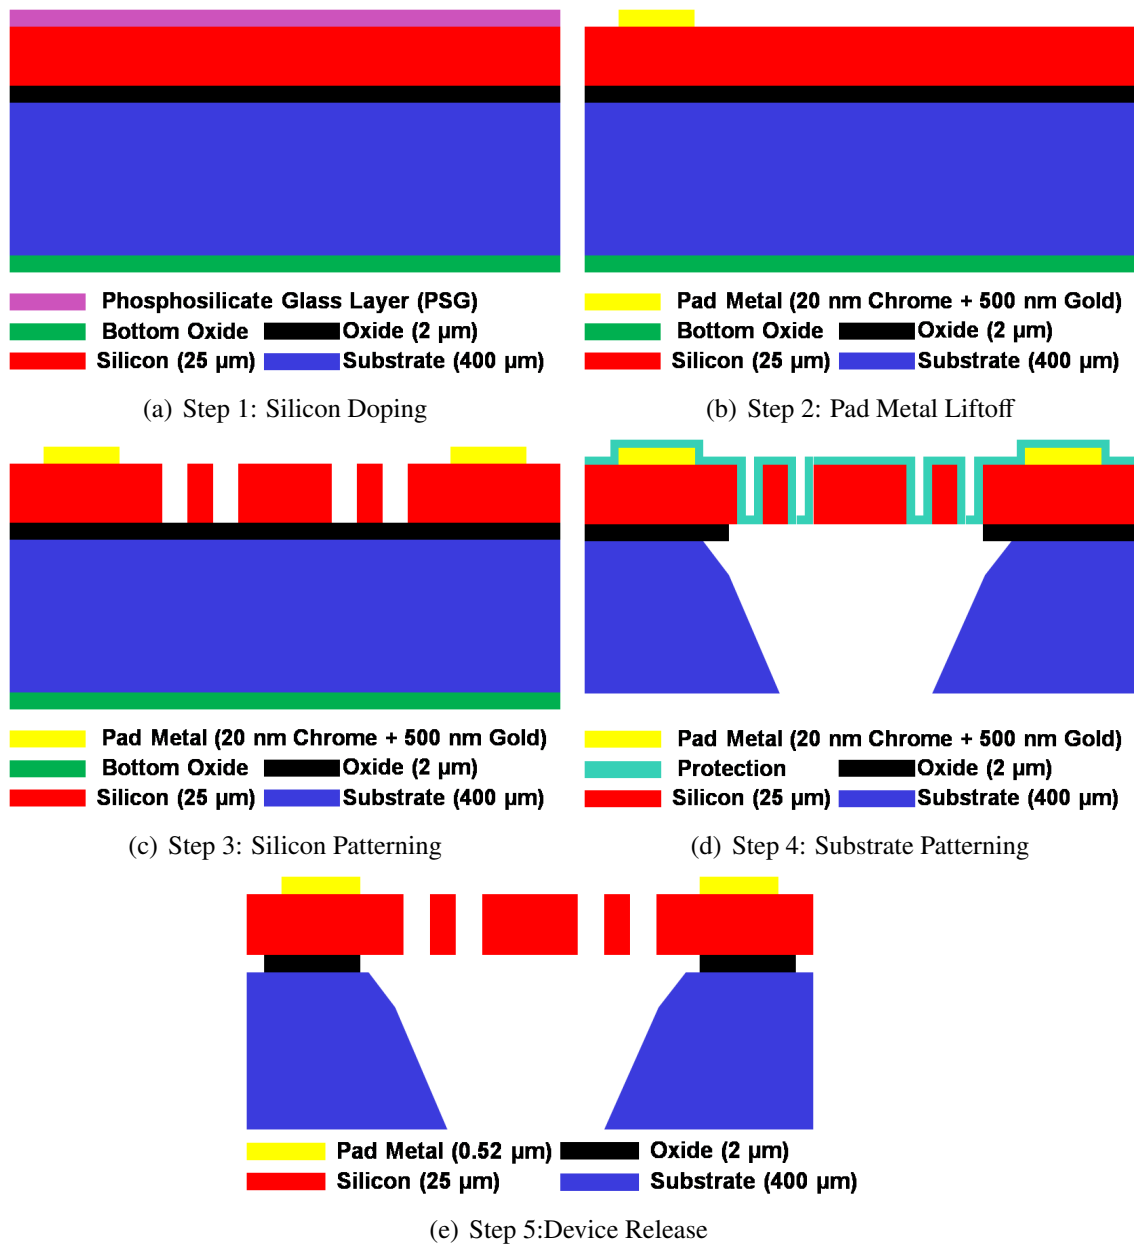 Phosphosilicate Glass Layer (PSG)
Bottom Oxide Oxide (2 µm)
Silicon (25 µm) Substrate (400 µm)
(a) Step 1: Silicon Doping
Pad Metal (20 nm Chrome + 500 nm Gold)
Bottom Oxide Oxide (2 µm)
Silicon (25 µm) Substrate (400 µm)
(b) Step 2: Pad Metal Liftoff
Pad Metal (20 nm Chrome + 500 nm Gold)
Bottom Oxide Oxide (2 µm)
Silicon (25 µm) Substrate (400 µm)
(c) Step 3: Silicon Patterning
Pad Metal (20 nm Chrome + 500 nm Gold)
Protection Oxide (2 µm)
Silicon (25 µm) Substrate (400 µm)
(d) Step 4: Substrate Patterning
Pad Metal (0.52 µm) Oxide (2 µm)
Silicon (25 µm) Substrate (400 µm)
(e) Step 5:Device Release